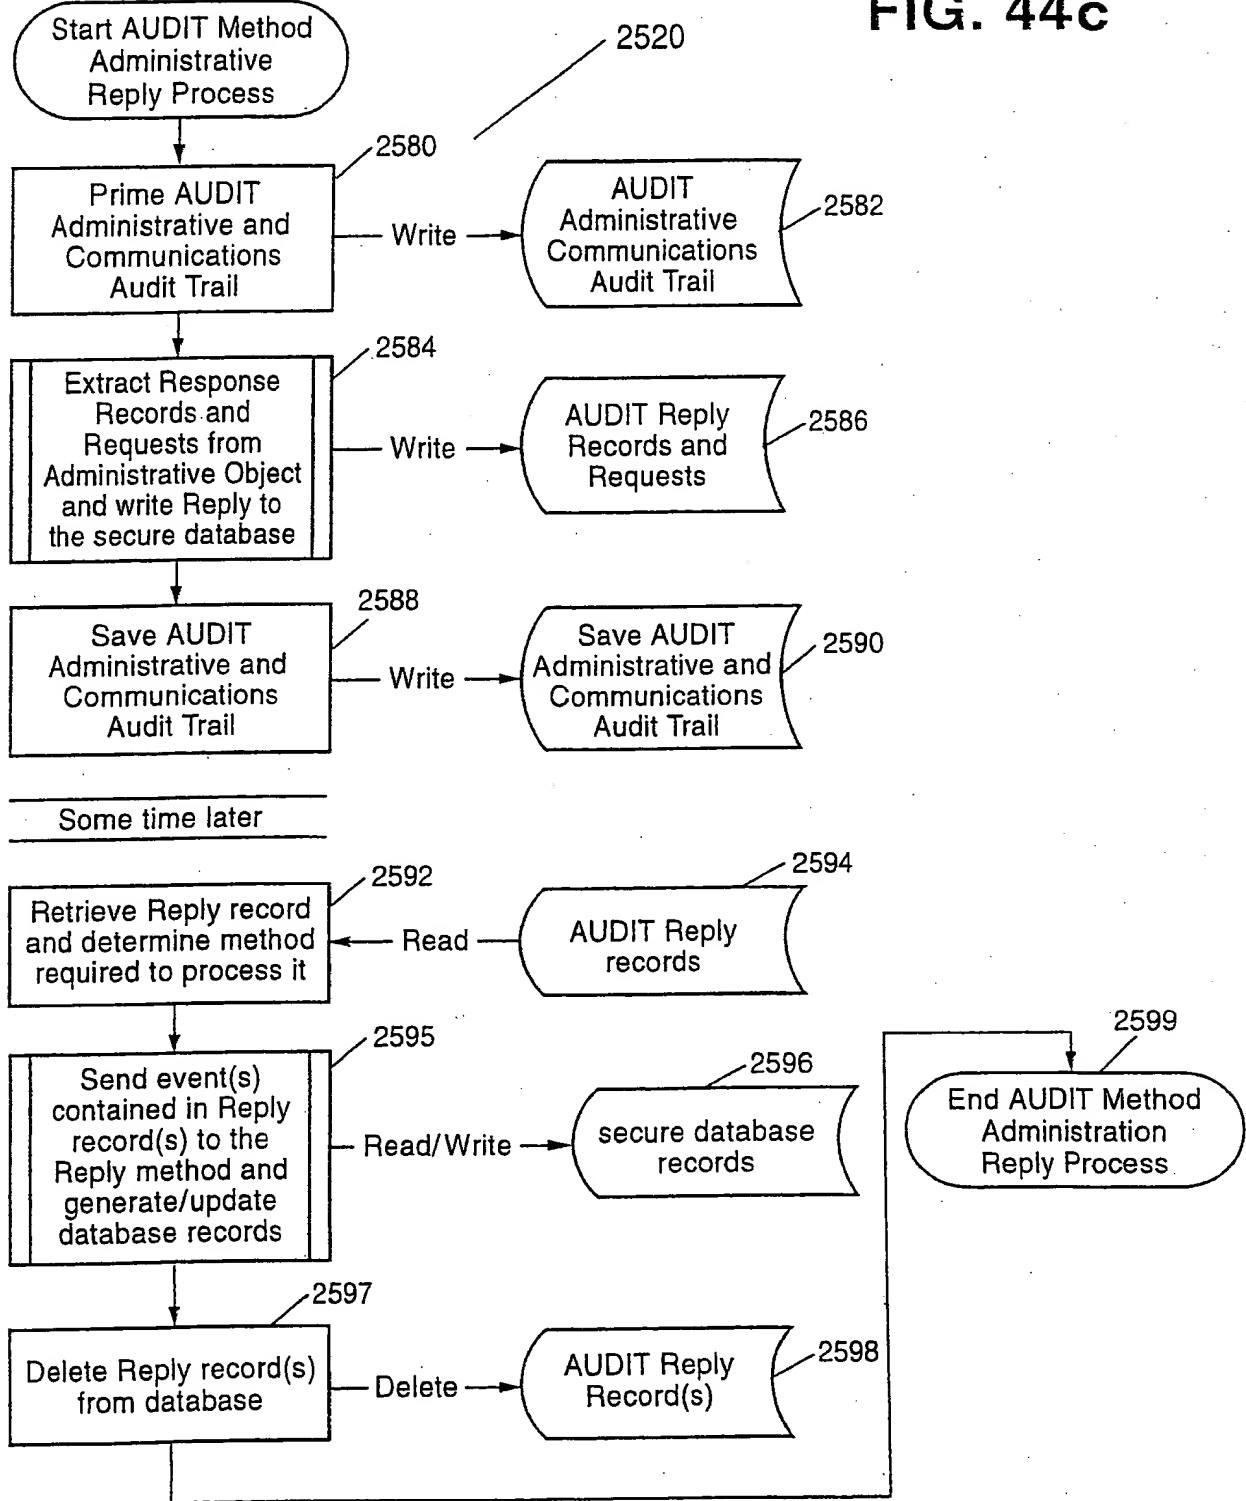 FIG. 44c
Start AUDIT Method
Administrative
Reply Process
2520
2580
Prime AUDIT
Administrative and
Communications
Audit Trail
Write
AUDIT
Administrative
Communications
Audit Trail
2582
2584
Extract Response
Records and
Requests from
Administrative Object
and write Reply to
the secure database
Write
AUDIT Reply
Records and
Requests
2586
2588
Save AUDIT
Administrative and
Communications
Audit Trail
Write
Save AUDIT
Administrative and
Communications
Audit Trail
2590
Some time later
2592
Retrieve Reply record
and determine method
required to process it
Read
2594
AUDIT Reply
records
2595
Send event(s)
contained in Reply
record(s) to the
Reply method and
generate/update
database records
Read/Write
2596
secure database
records
2599
End AUDIT Method
Administration
Reply Process
2597
Delete Reply record(s)
from database
Delete
AUDIT Reply
Record(s)
2598